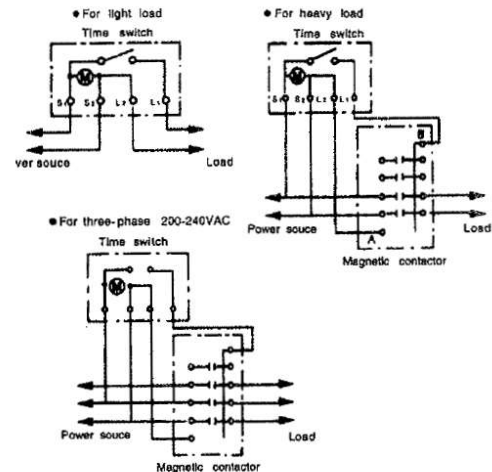 ● For light load
Time switch
M
S₁ S₂ L₂ L₁
ver souce
Load
● For heavy load
Time switch
M
S₁ S₂ L₂ L₁
B
A
Power souce
Load
Magnetic contactor
● For three-phase 200-240VAC
Time switch
M
Power souce
Load
Magnetic contactor